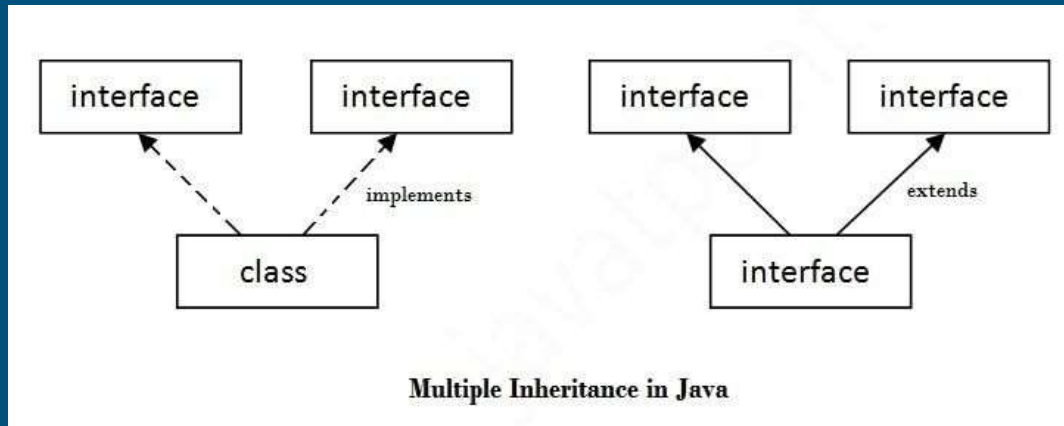 interface interface interface interface
implements extends
class interface
Multiple Inheritance in Java